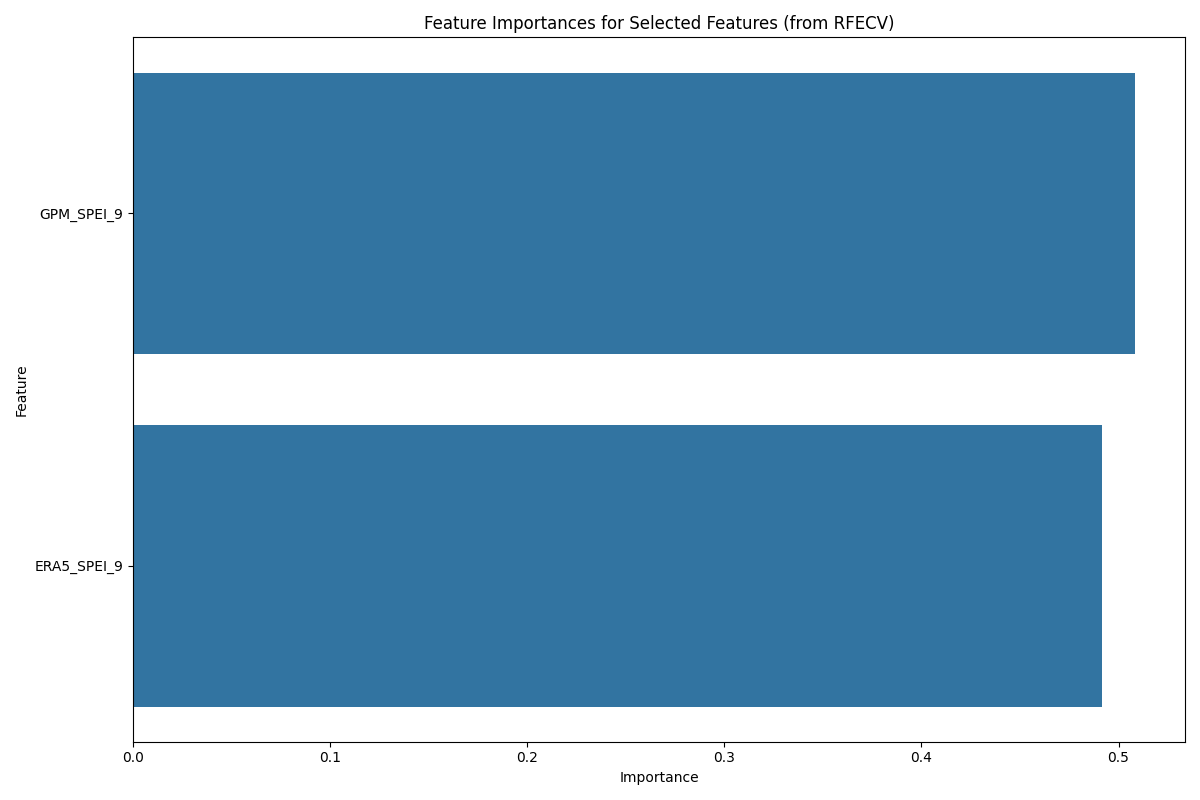 Feature Importances for Selected Features (from RFECV)
Feature
GPM_SPEI_9
ERA5_SPEI_9
0.0 0.1 0.2 0.3 0.4 0.5
Importance